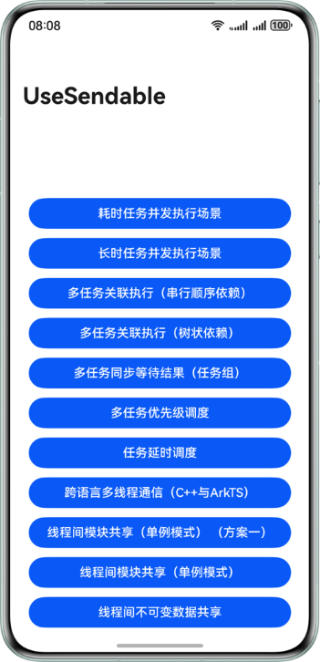 08:08
100
UseSendable
耗时任务并发执行场景
长时任务并发执行场景
多任务关联执行（串行顺序依赖）
多任务关联执行（树状依赖）
多任务同步等待结果（任务组）
多任务优先级调度
任务延时调度
跨语言多线程通信（C++与ArkTS）
线程间模块共享（单例模式）（方案一）
线程间模块共享（单例模式）
线程间不可变数据共享